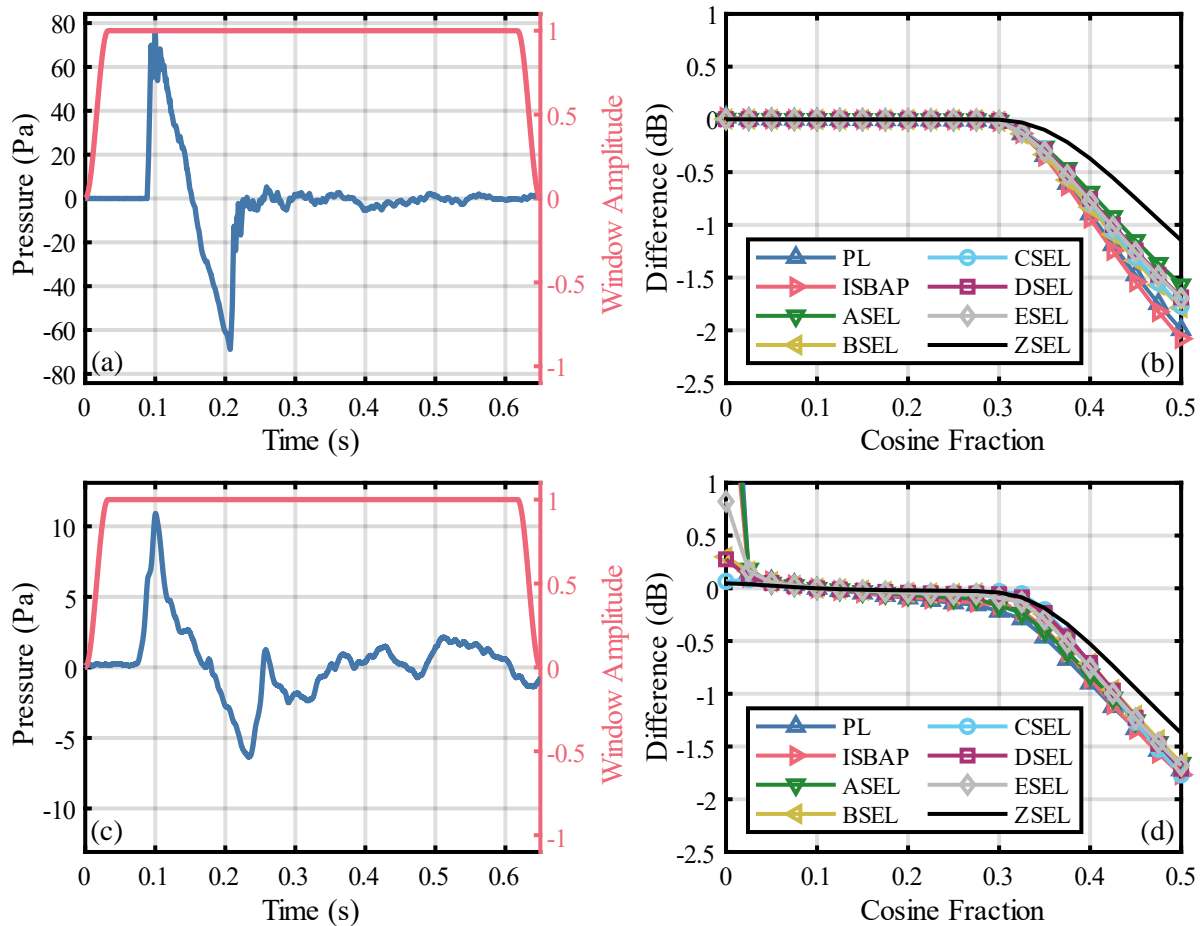 80
60
40
20
0
-20
-40
-60
-80
Pressure (Pa)
1
0.5
0
-0.5
-1
Window Amplitude
(a)
0 0.1 0.2 0.3 0.4 0.5 0.6
Time (s)
1
0.5
0
-0.5
-1
-1.5
-2
-2.5
Difference (dB)
PL CSEL
ISBAP DSEL
ASEL ESEL
BSEL ZSEL
(b)
0 0.1 0.2 0.3 0.4 0.5
Cosine Fraction
10
5
0
-5
-10
Pressure (Pa)
1
0.5
0
-0.5
-1
Window Amplitude
(c)
0 0.1 0.2 0.3 0.4 0.5 0.6
Time (s)
1
0.5
0
-0.5
-1
-1.5
-2
-2.5
Difference (dB)
PL CSEL
ISBAP DSEL
ASEL ESEL
BSEL ZSEL
(d)
0 0.1 0.2 0.3 0.4 0.5
Cosine Fraction